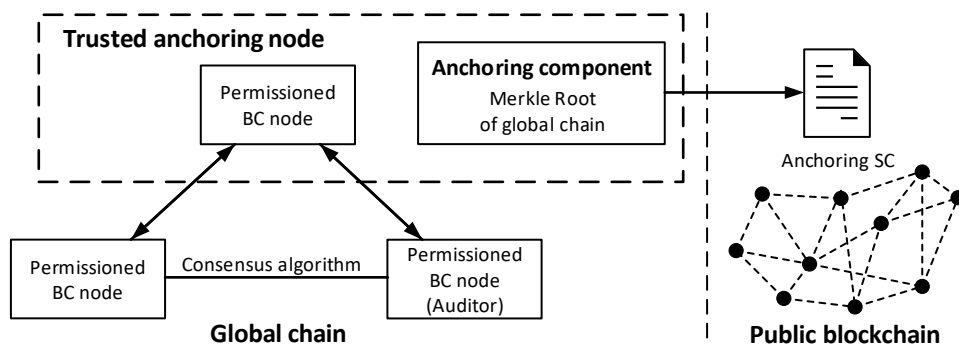 Trusted anchoring node
Permissioned
BC node
Anchoring component
Merkle Root
of global chain
Anchoring SC
Permissioned
BC node
Consensus algorithm
Permissioned
BC node
(Auditor)
Global chain
Public blockchain